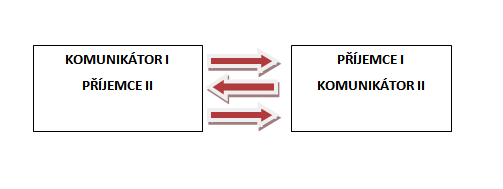 KOMUNIKÁTOR I
PŘÍJEMCE II
PŘÍJEMCE I
KOMUNIKÁTOR II